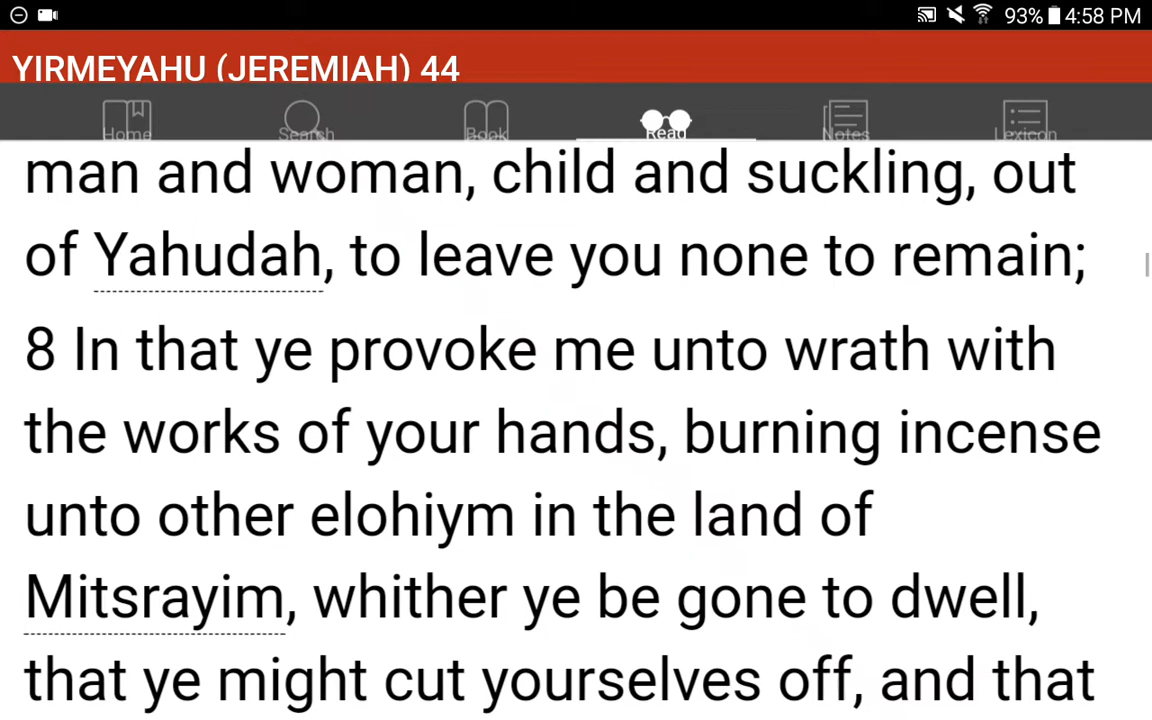 93% 4:58 PM
YIRMEYAHU (JEREMIAH) 44
Home Search Book Read Notes Lexicon
man and woman, child and suckling, out
of Yahudah, to leave you none to remain;
8 In that ye provoke me unto wrath with
the works of your hands, burning incense
unto other elohiym in the land of
Mitsrayim, whither ye be gone to dwell,
that ye might cut yourselves off, and that